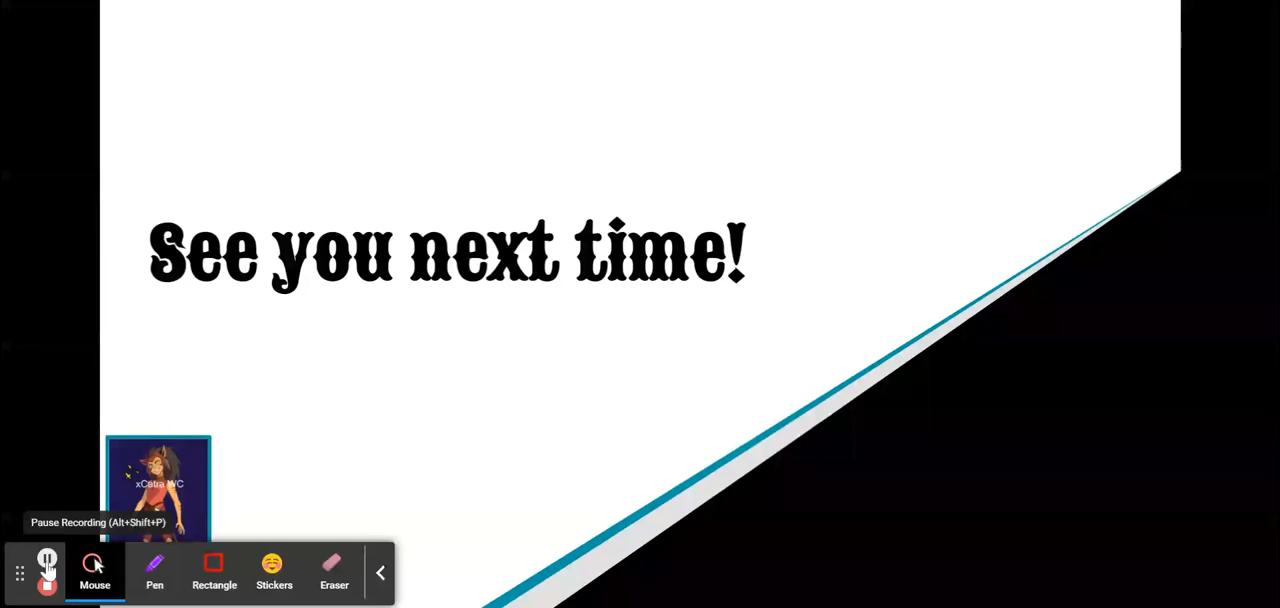 See you next time!
xCatra WC
Pause Recording (Alt+Shift+P)
Mouse
Pen
Rectangle
Stickers
Eraser